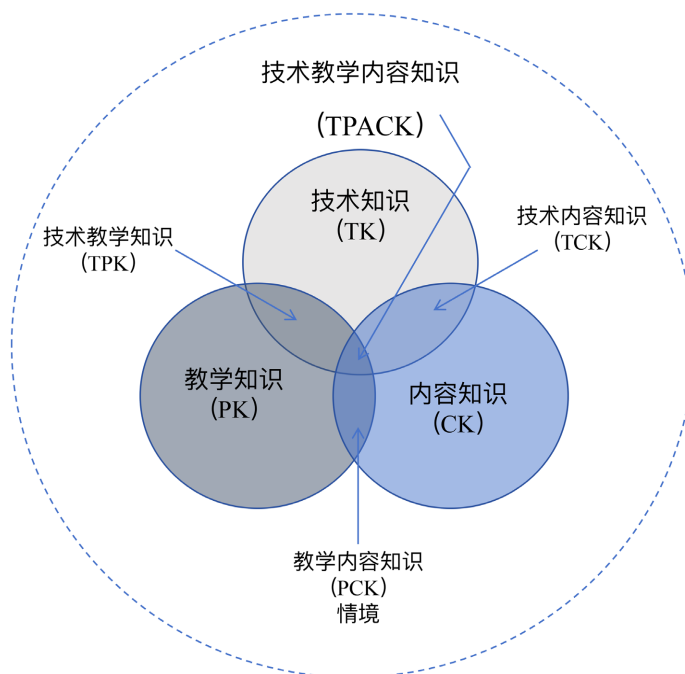 技术教学内容知识
(TPACK)
技术知识
(TK)
技术教学知识
(TPK)
技术内容知识
(TCK)
教学知识
(PK)
内容知识
(CK)
教学内容知识
(PCK)
情境